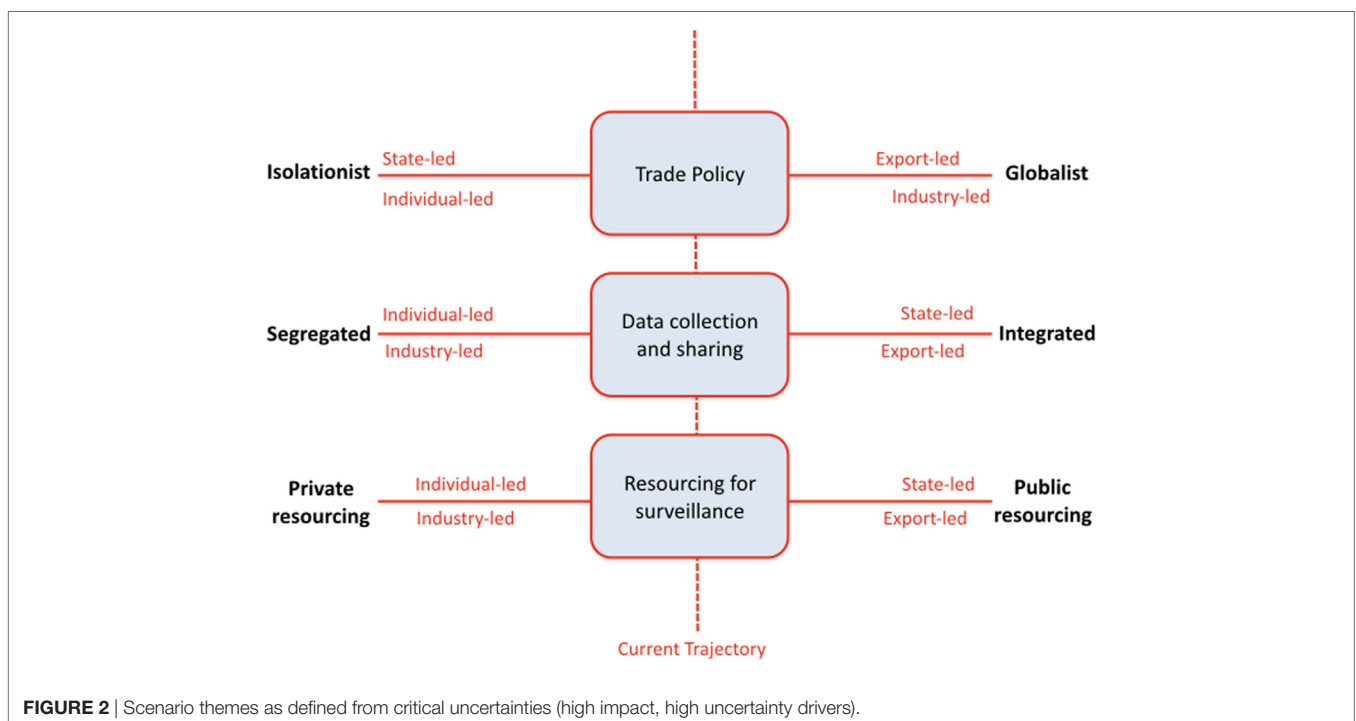 State-led
Isolationist
Individual-led
Trade Policy
Export-led
Globalist
Industry-led
Individual-led
Segregated
Industry-led
Data collection
and sharing
State-led
Integrated
Export-led
Private
resourcing
Individual-led
Industry-led
Resourcing for
surveillance
State-led
Export-led
Public
resourcing
Current Trajectory
FIGURE 2 | Scenario themes as defined from critical uncertainties (high impact, high uncertainty drivers).